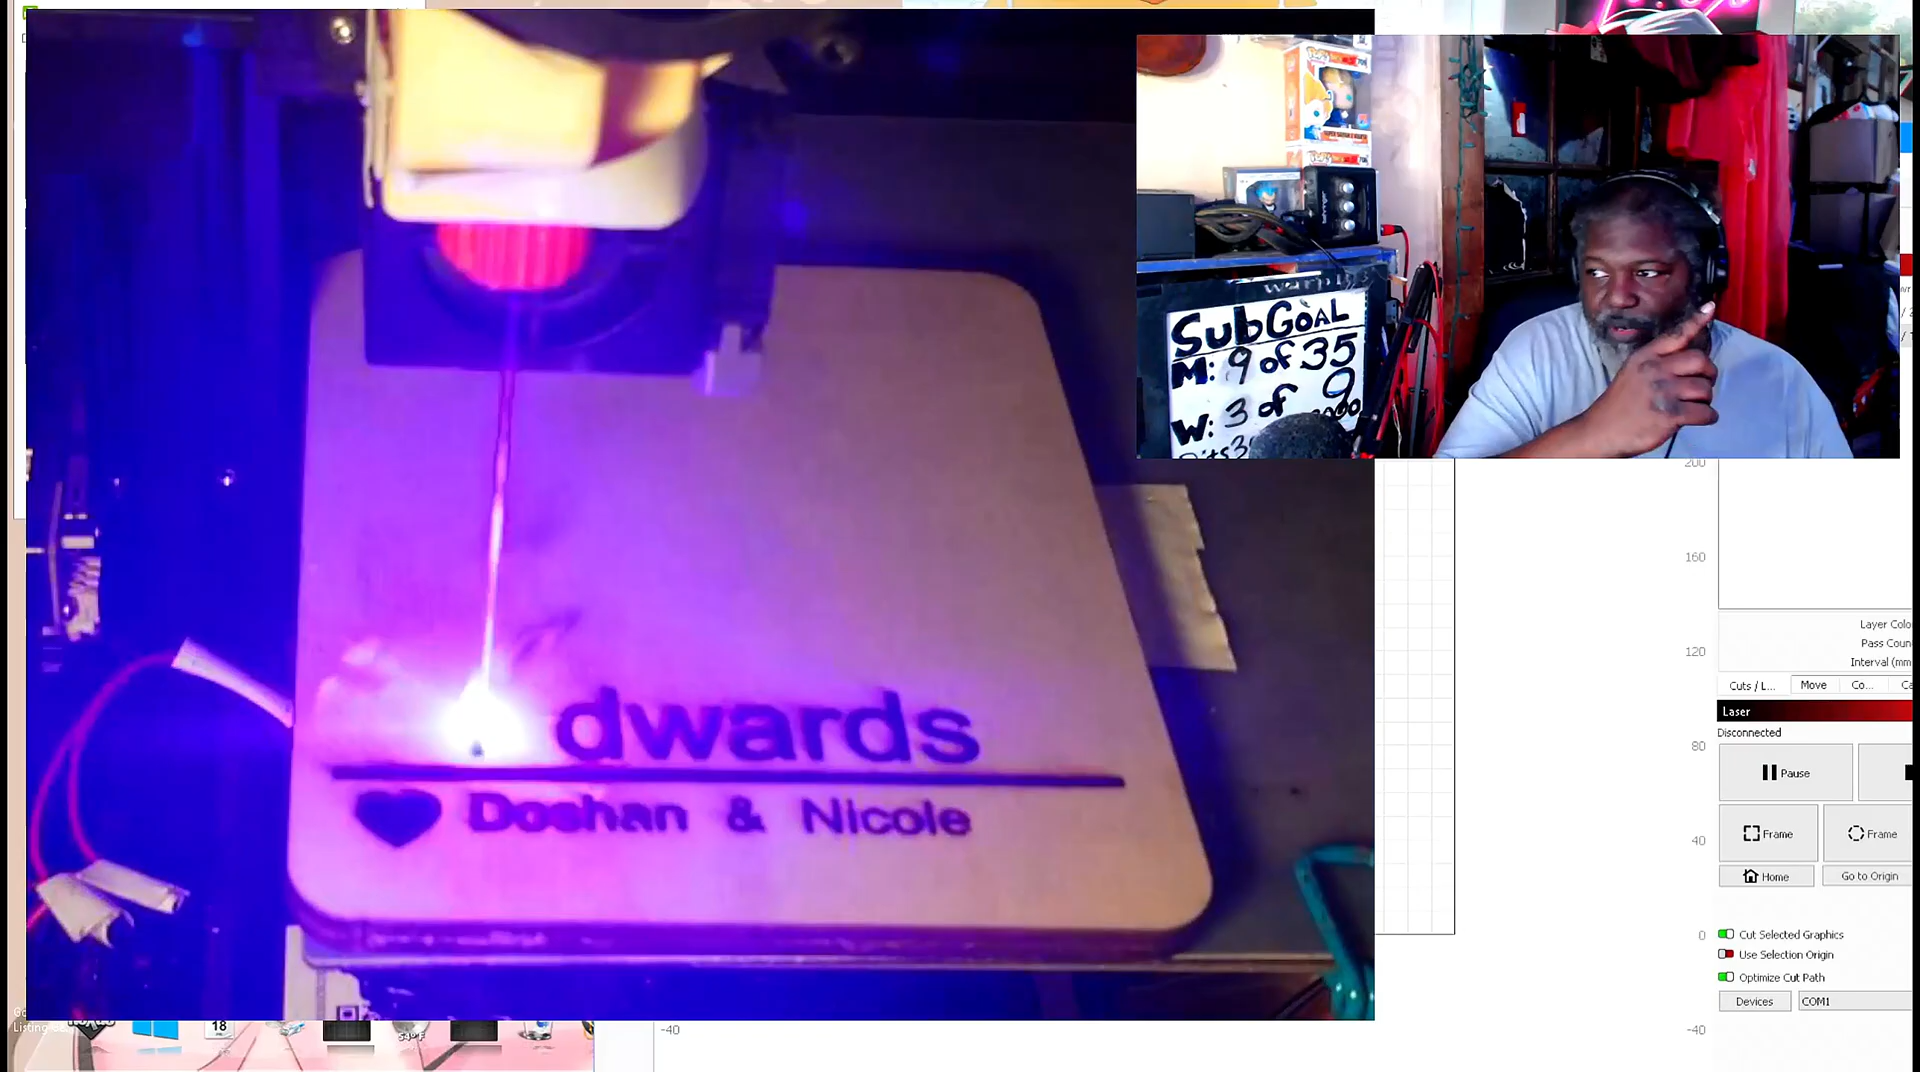 dwards
Doshan & Nicole
SubGoal
M: 9 of 35
W: 3 of 9
200
160
120
80
40
0
-40
-40
Layer Colo
Pass Coun
Interval (mm
Cuts / L...
Move
Co...
Ca
Laser
Disconnected
Pause
Frame
Frame
Home
Go to Origin
Cut Selected Graphics
Use Selection Origin
Optimize Cut Path
Devices
COM1
18
54°F